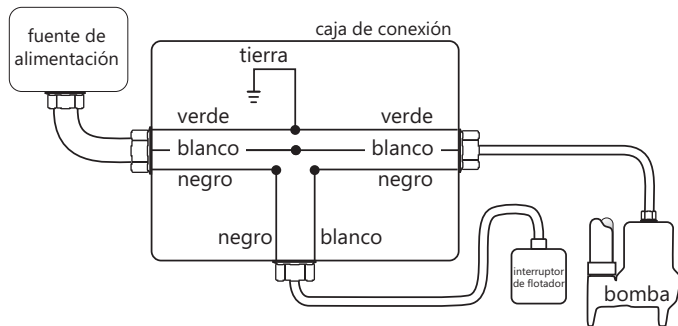 fuente de
alimentación
caja de conexión
tierra
verde
verde
blanco
blanco
negro
negro
negro
blanco
interruptor
de flotador
bomba